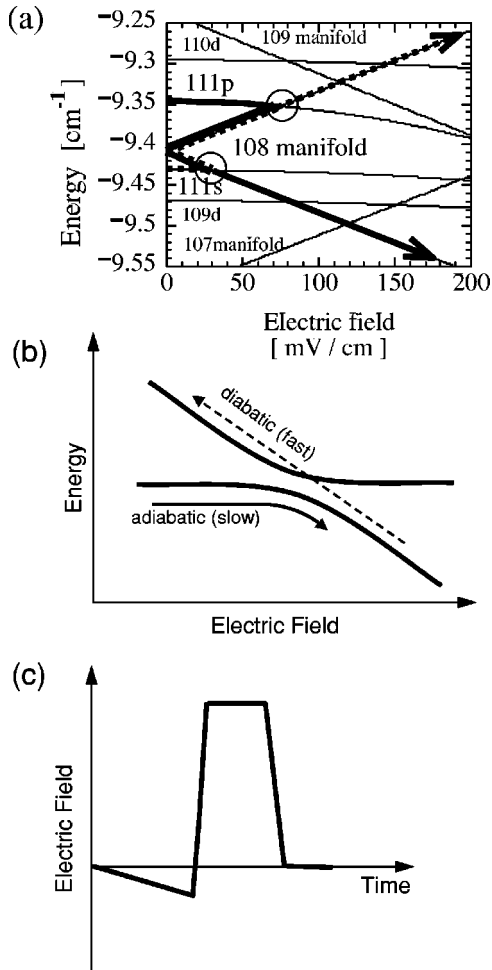 (a)
−9.25
−9.3
−9.35
−9.4
−9.45
−9.5
−9.55
Energy [cm⁻¹]
110d
109 manifold
111p
108 manifold
111s
109d
107manifold
0 50 100 150 200
Electric field
[ mV / cm ]
(b)
Energy
diabatic (fast)
adiabatic (slow)
Electric Field
(c)
Electric Field
Time